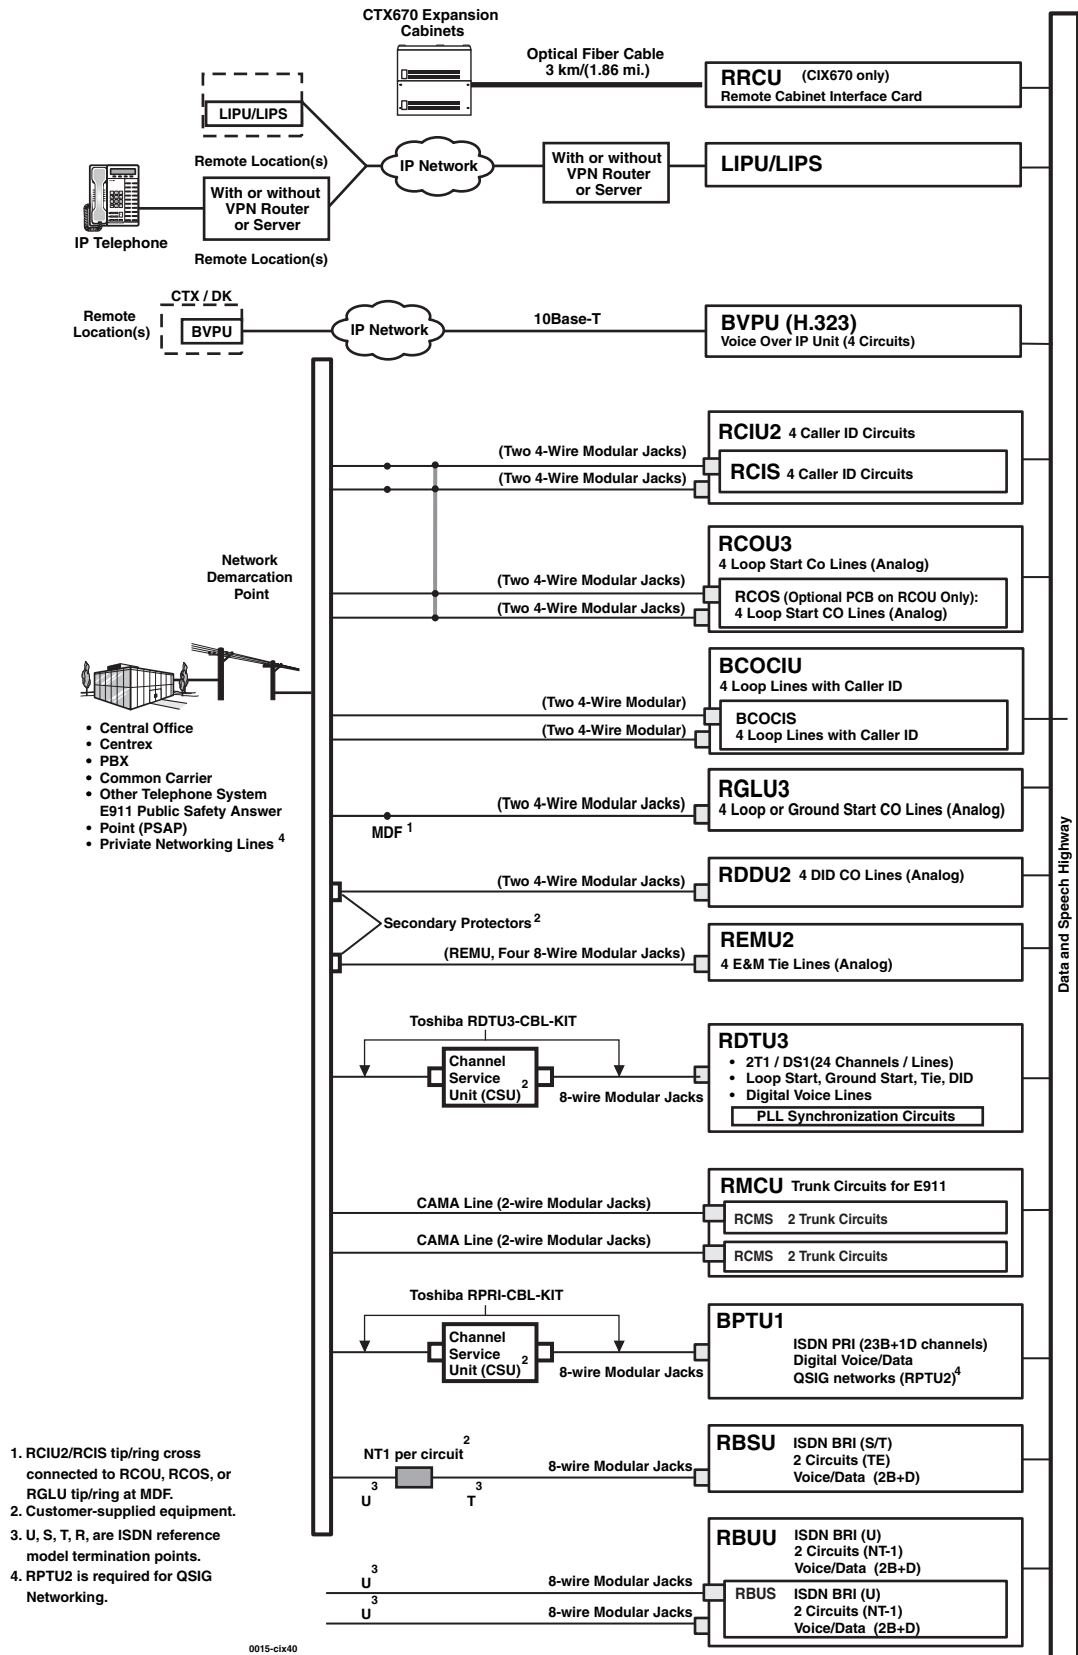 CTX670 Expansion
Cabinets
Optical Fiber Cable
3 km/(1.86 mi.)
RRCU (CIX670 only)
Remote Cabinet Interface Card
LIPU/LIPS
Remote Location(s)
IP Network
With or without
VPN Router
or Server
LIPU/LIPS
With or without
VPN Router
or Server
IP Telephone
Remote Location(s)
CTX / DK
Remote
Location(s)
BVPU
IP Network
10Base-T
BVPU (H.323)
Voice Over IP Unit (4 Circuits)
RCIU2 4 Caller ID Circuits
(Two 4-Wire Modular Jacks)
RCIS 4 Caller ID Circuits
(Two 4-Wire Modular Jacks)
RCOU3
4 Loop Start Co Lines (Analog)
Network
Demarcation
Point
(Two 4-Wire Modular Jacks)
RCOS (Optional PCB on RCOU Only):
4 Loop Start CO Lines (Analog)
(Two 4-Wire Modular Jacks)
BCOCIU
4 Loop Lines with Caller ID
(Two 4-Wire Modular)
BCOCIS
4 Loop Lines with Caller ID
(Two 4-Wire Modular)
• Central Office
• Centrex
• PBX
• Common Carrier
• Other Telephone System
E911 Public Safety Answer
• Point (PSAP)
• Priviate Networking Lines 4
RGLU3
4 Loop or Ground Start CO Lines (Analog)
(Two 4-Wire Modular Jacks)
MDF 1
(Two 4-Wire Modular Jacks)
RDDU2 4 DID CO Lines (Analog)
Secondary Protectors 2
REMU2
4 E&M Tie Lines (Analog)
(REMU, Four 8-Wire Modular Jacks)
Data and Speech Highway
Toshiba RDTU3-CBL-KIT
Channel
Service
Unit (CSU) 2
8-wire Modular Jacks
RDTU3
• 2T1 / DS1(24 Channels / Lines)
• Loop Start, Ground Start, Tie, DID
• Digital Voice Lines
PLL Synchronization Circuits
RMCU Trunk Circuits for E911
CAMA Line (2-wire Modular Jacks)
RCMS 2 Trunk Circuits
CAMA Line (2-wire Modular Jacks)
RCMS 2 Trunk Circuits
Toshiba RPRI-CBL-KIT
Channel
Service
Unit (CSU) 2
8-wire Modular Jacks
BPTU1
ISDN PRI (23B+1D channels)
Digital Voice/Data
QSIG networks (RPTU2) 4
NT1 per circuit 2
U 3
T 3
8-wire Modular Jacks
RBSU ISDN BRI (S/T)
2 Circuits (TE)
Voice/Data (2B+D)
RBUU ISDN BRI (U)
2 Circuits (NT-1)
Voice/Data (2B+D)
U 3
8-wire Modular Jacks
RBUS ISDN BRI (U)
2 Circuits (NT-1)
Voice/Data (2B+D)
U 3
8-wire Modular Jacks
1. RCIU2/RCIS tip/ring cross
connected to RCOU, RCOS, or
RGLU tip/ring at MDF.
2. Customer-supplied equipment.
3. U, S, T, R, are ISDN reference
model termination points.
4. RPTU2 is required for QSIG
Networking.
0015-cix40